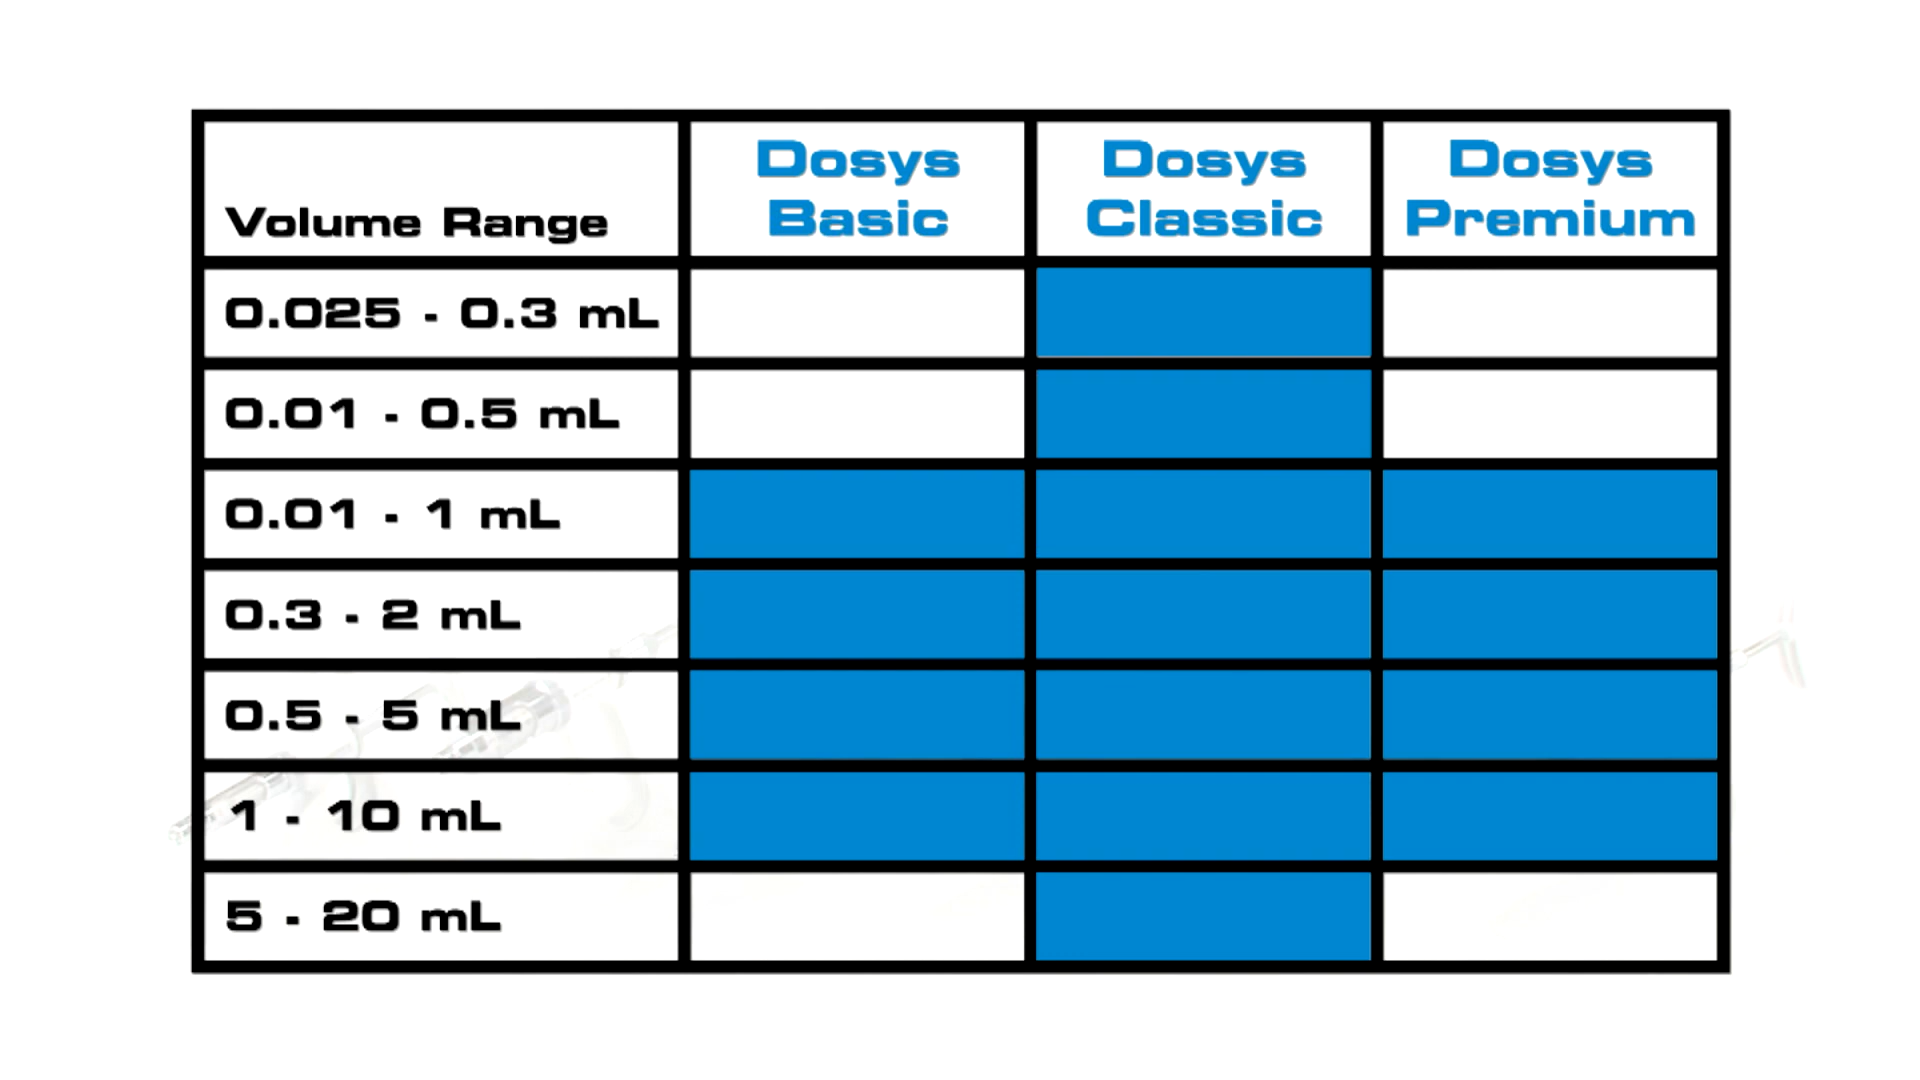 Volume Range
Dosys
Basic
Dosys
Classic
Dosys
Premium
0.025 - 0.3 mL
0.01 - 0.5 mL
0.01 - 1 mL
0.3 - 2 mL
0.5 - 5 mL
1 - 10 mL
5 - 20 mL